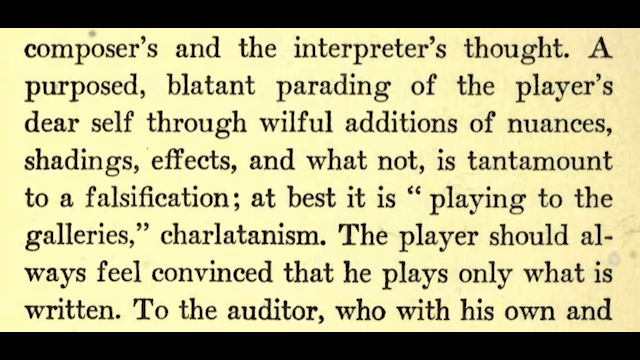 composer's and the interpreter's thought. A
purposed, blatant parading of the player's
dear self through wilful additions of nuances,
shadings, effects, and what not, is tantamount
to a falsification; at best it is “ playing to the
galleries,” charlatanism. The player should al-
ways feel convinced that he plays only what is
written. To the auditor, who with his own and